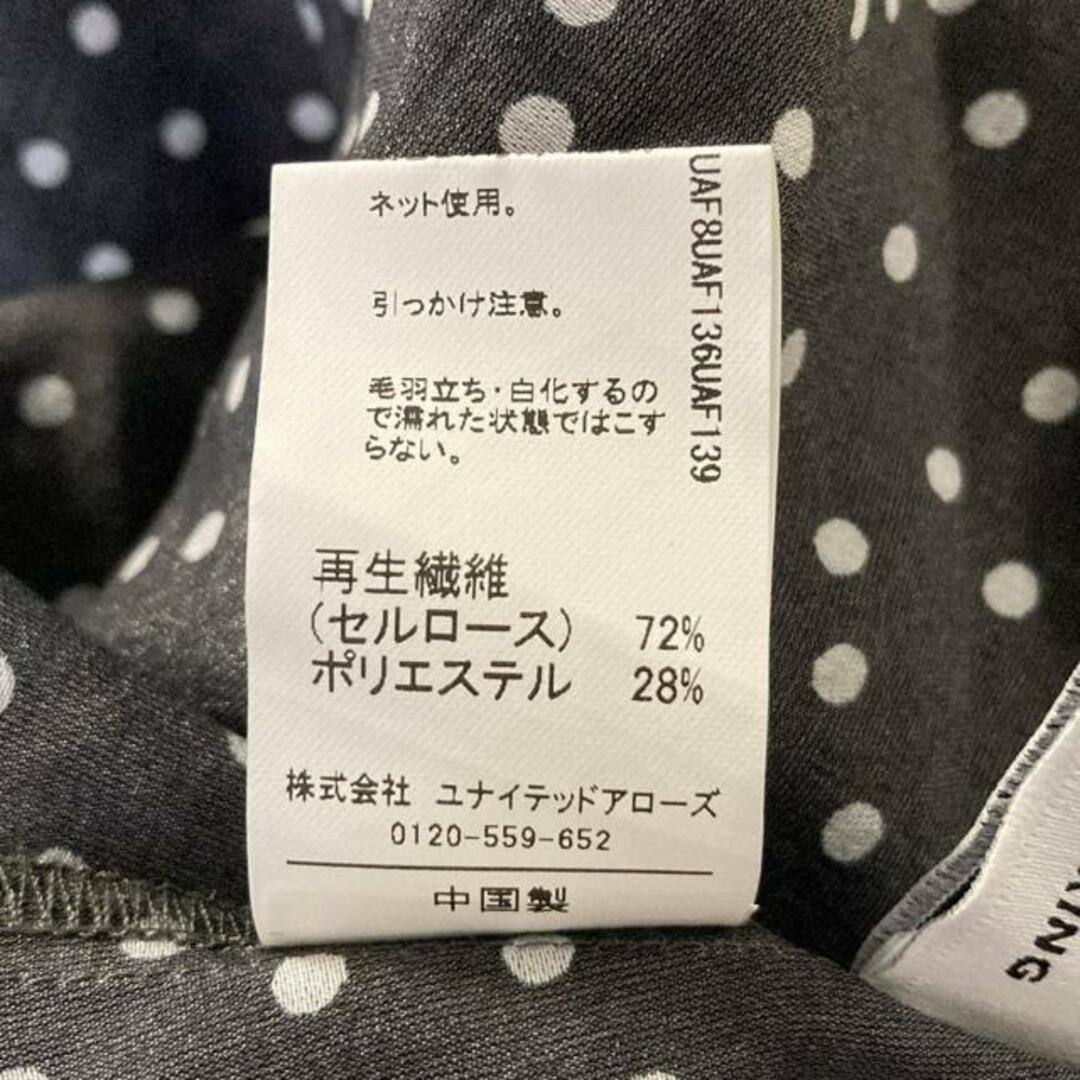 ネット使用。
引っかけ注意。
毛羽立ち・白化するの
で濡れた状態ではこす
らない。
再生繊維
(セルロース) 72%
ポリエステル 28%
株式会社 ユナイテッドアローズ
0120-559-652
中国製
UAF8UAF136UAF139